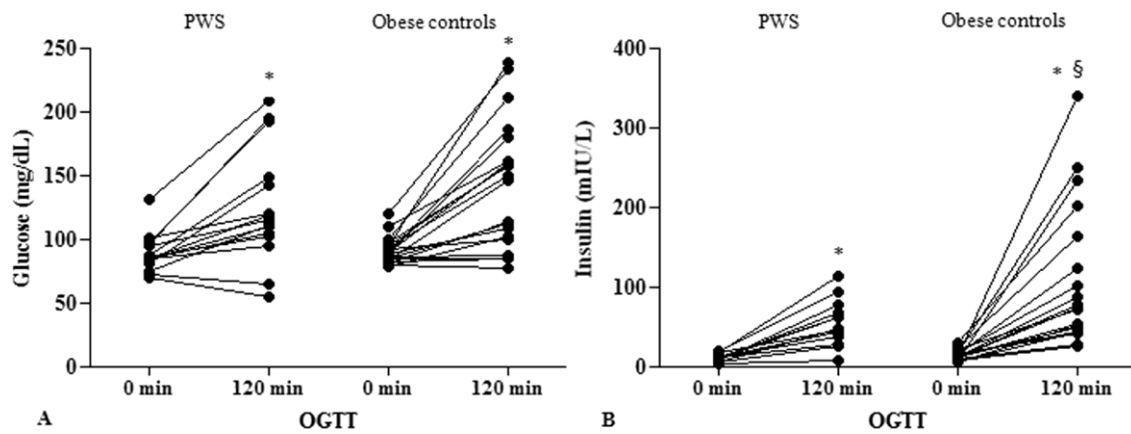 PWS Obese controls
Glucose (mg/dL)
250
200
150
100
50
0
*
*
0 min 120 min 0 min 120 min
A OGTT
PWS Obese controls
Insulin (mIU/L)
400
300
200
100
0
*
* §
0 min 120 min 0 min 120 min
B OGTT